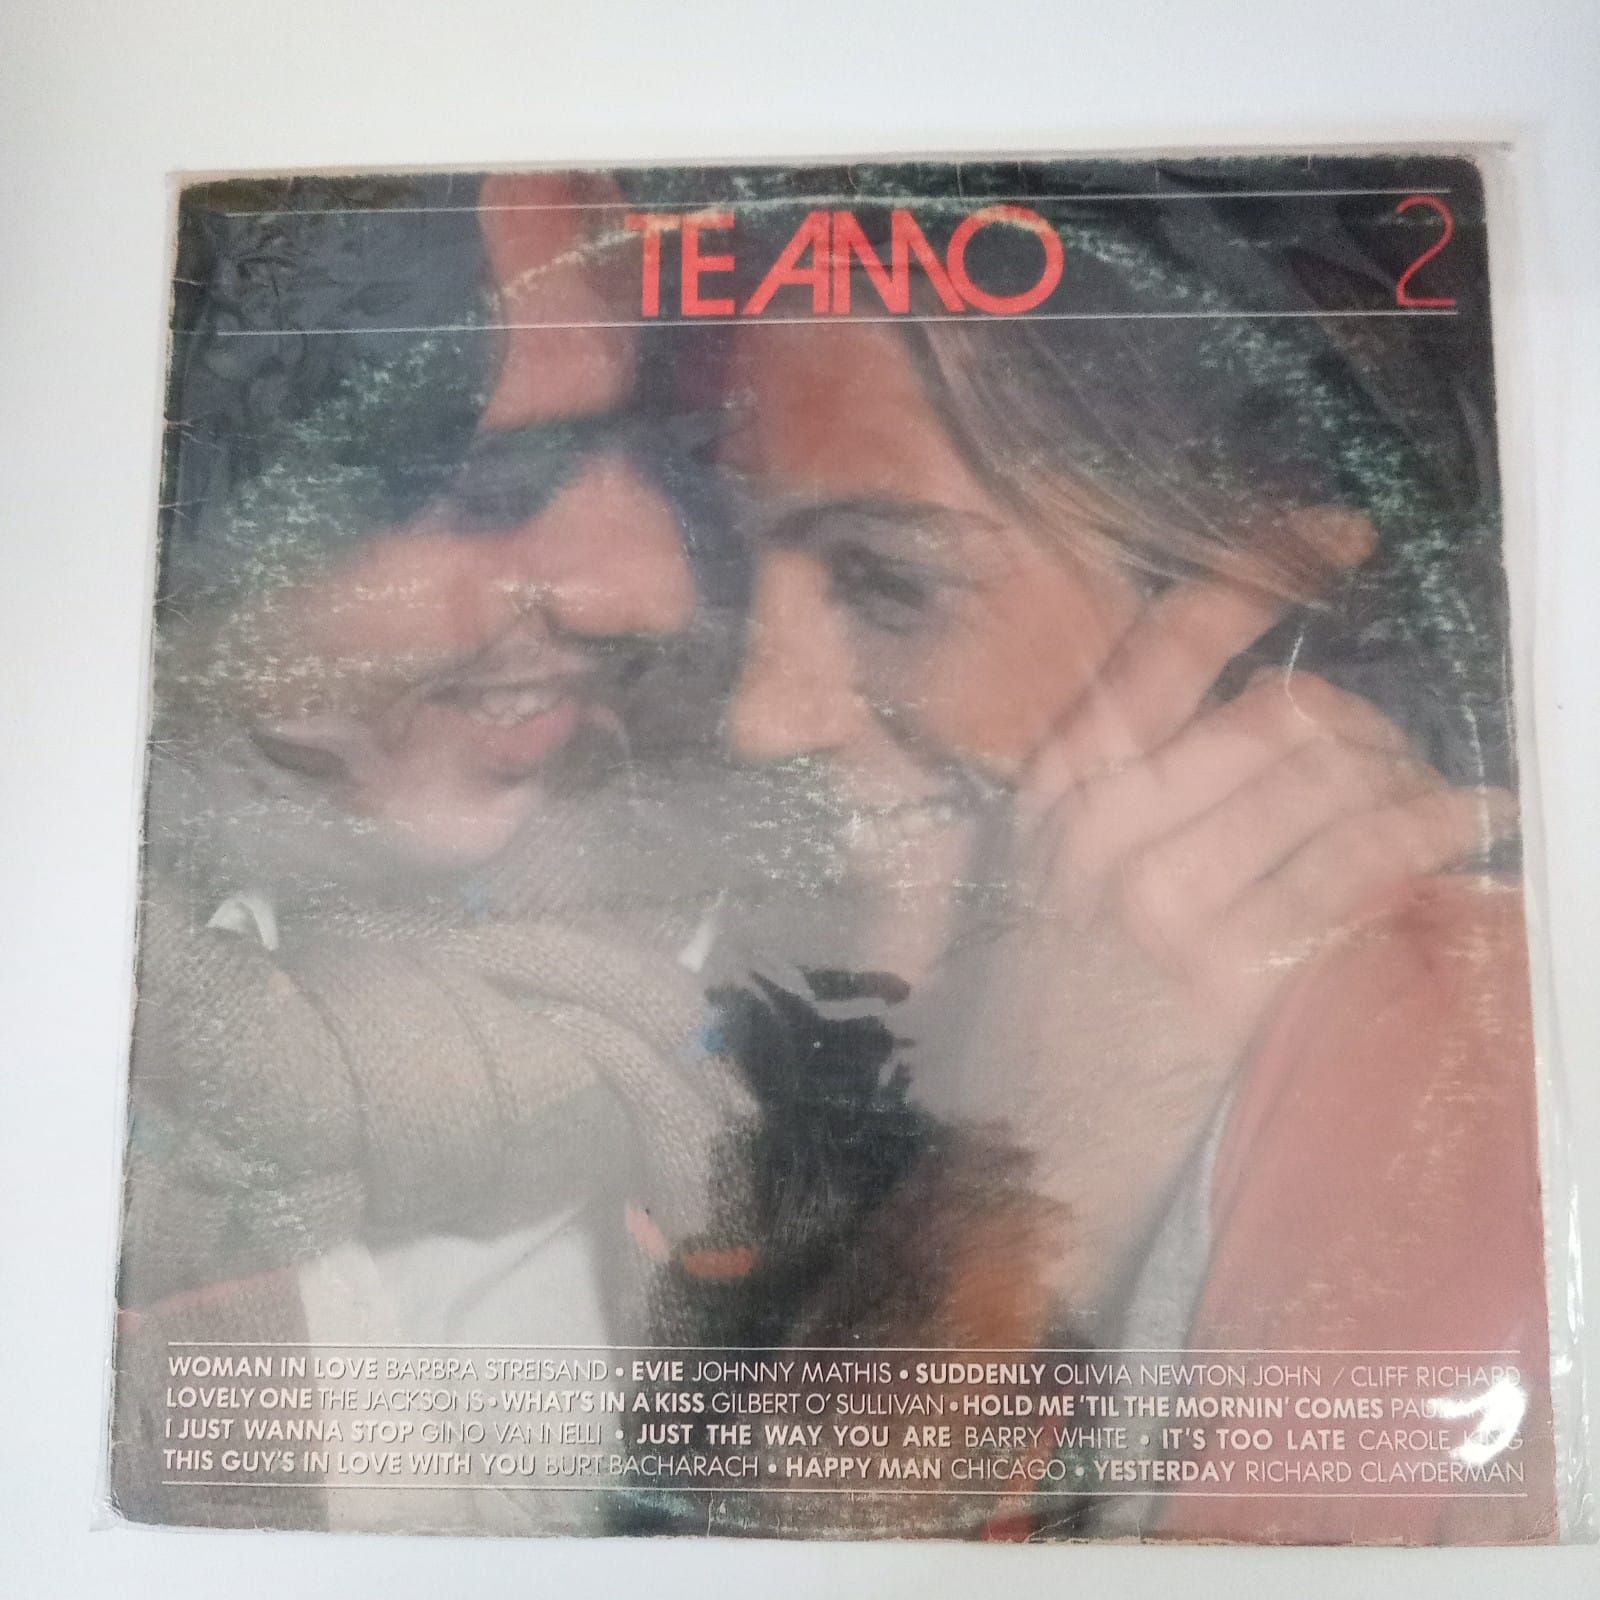 TE AMO 2
WOMAN IN LOVE BARBRA STREISAND • EVIE JOHNNY MATHIS • SUDDENLY OLIVIA NEWTON JOHN / CLIFF RICHARD
LOVELY ONE THE JACKSONS • WHAT'S IN A KISS GILBERT O' SULLIVAN • HOLD ME 'TIL THE MORNIN' COMES
I JUST WANNA STOP GINO VANNELLI • JUST THE WAY YOU ARE BARRY WHITE • IT'S TOO LATE CAROLE KING
THIS GUY'S IN LOVE WITH YOU BURT BACHARACH • HAPPY MAN CHICAGO • YESTERDAY RICHARD CLAYDERMAN